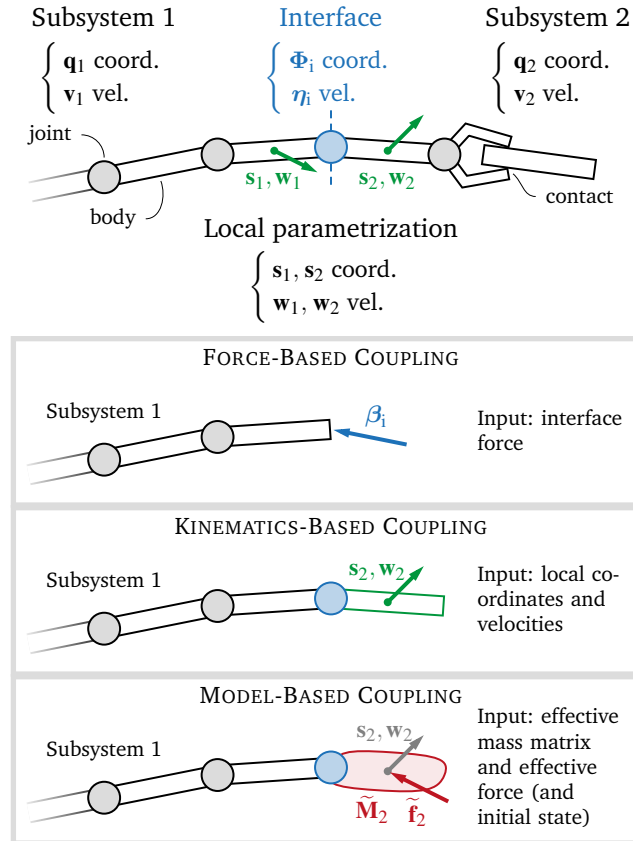 Subsystem 1
Interface
Subsystem 2
q₁ coord.
v₁ vel.
Φᵢ coord.
ηᵢ vel.
q₂ coord.
v₂ vel.
joint
body
s₁, w₁
s₂, w₂
contact
Local parametrization
s₁, s₂ coord.
w₁, w₂ vel.
FORCE-BASED COUPLING
Subsystem 1
βᵢ
Input: interface
force
KINEMATICS-BASED COUPLING
Subsystem 1
s₂, w₂
Input: local co-
ordinates and
velocities
MODEL-BASED COUPLING
Subsystem 1
s₂, w₂
M̃₂
f̃₂
Input: effective
mass matrix
and effective
force (and
initial state)